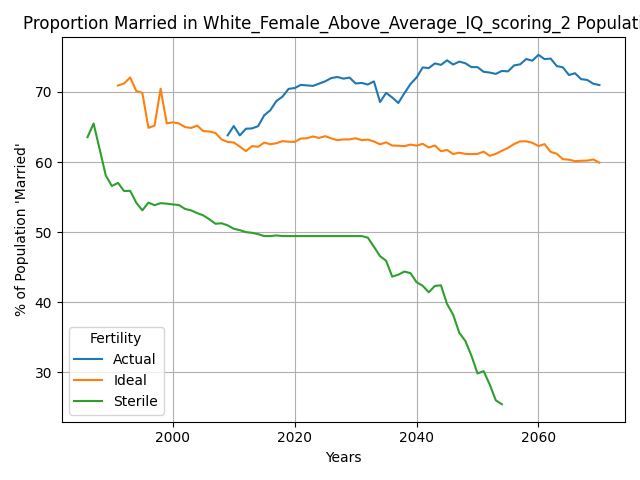 Proportion Married in White_Female_Above_Average_IQ_scoring_2 Populati
% of Population 'Married'
70
60
50
40
30
Fertility
Actual
Ideal
Sterile
2000
2020
2040
2060
Years